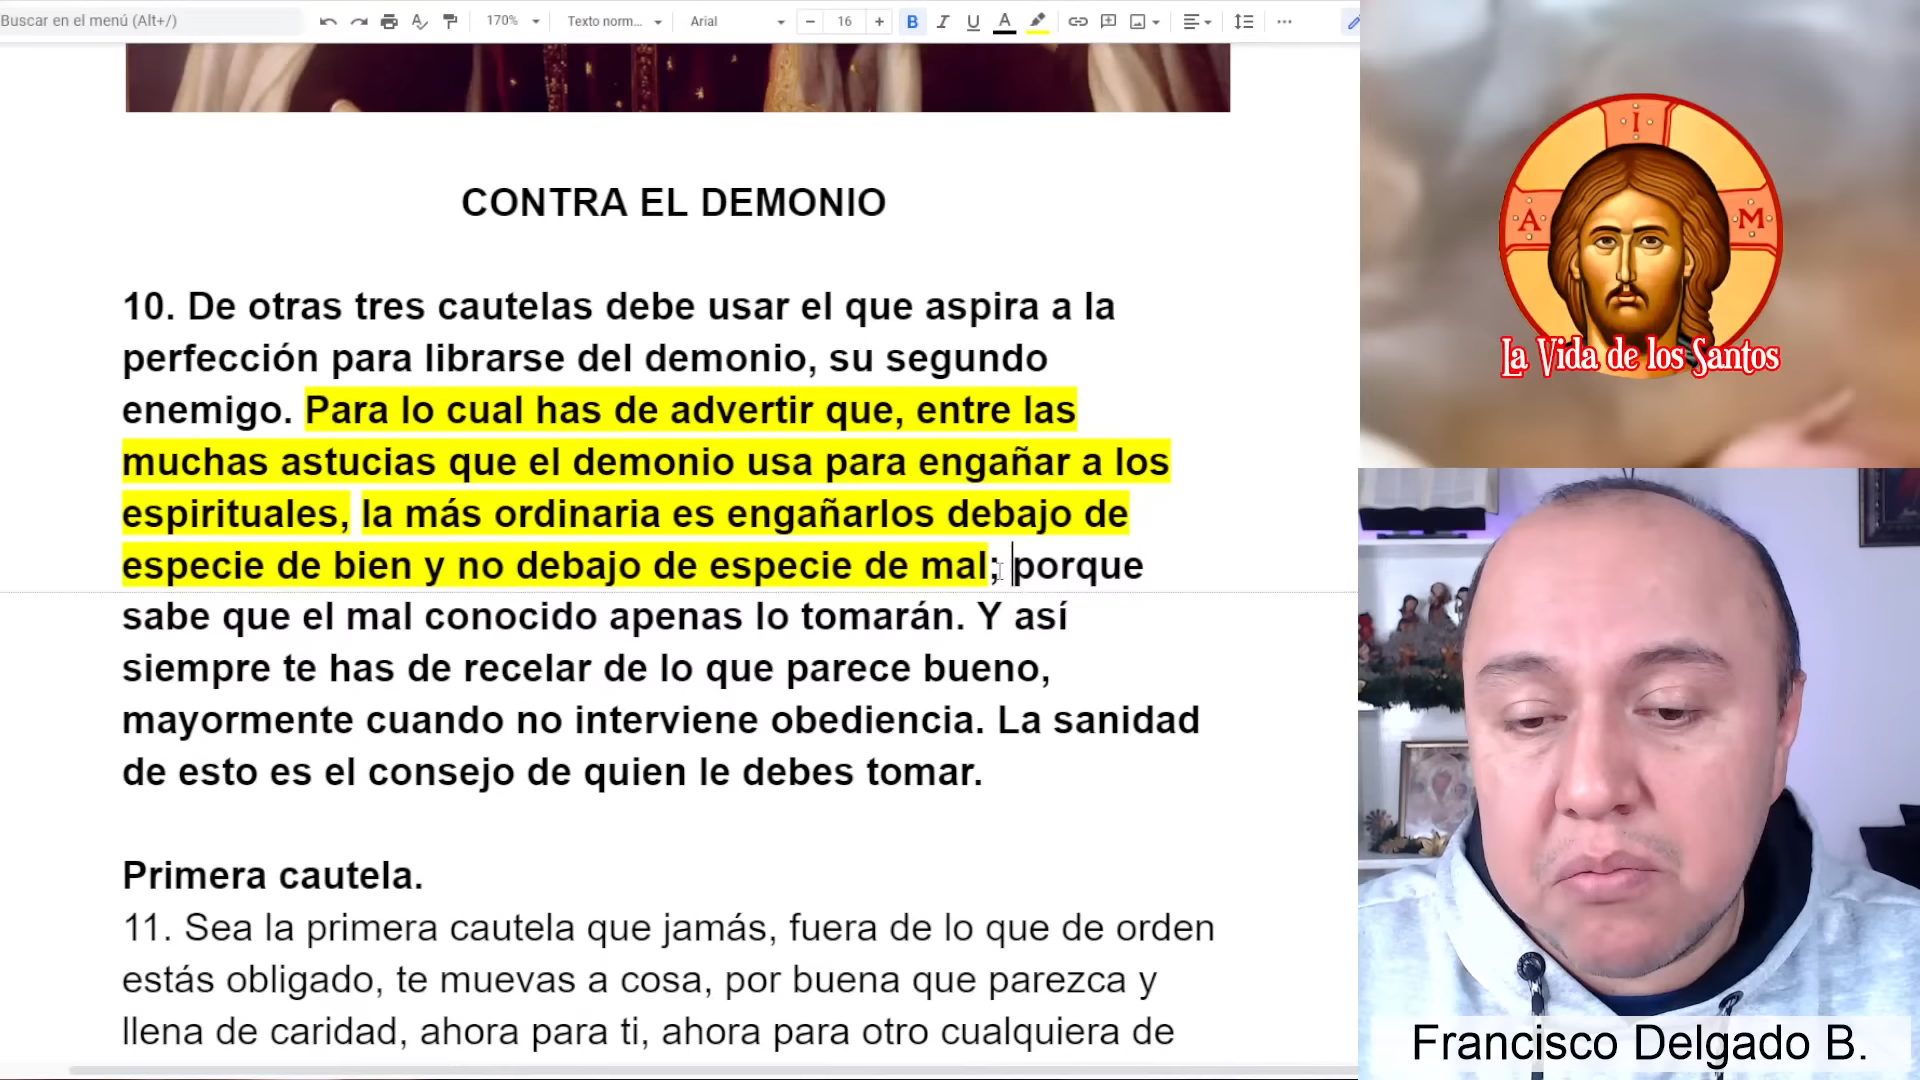 Buscar en el menú (Alt+/)
170%
Texto norm...
Arial
16
B
I
U
A
CONTRA EL DEMONIO
10. De otras tres cautelas debe usar el que aspira a la
perfección para librarse del demonio, su segundo
enemigo. Para lo cual has de advertir que, entre las
muchas astucias que el demonio usa para engañar a los
espirituales, la más ordinaria es engañarlos debajo de
especie de bien y no debajo de especie de mal; porque
sabe que el mal conocido apenas lo tomarán. Y así
siempre te has de recelar de lo que parece bueno,
mayormente cuando no interviene obediencia. La sanidad
de esto es el consejo de quien le debes tomar.
Primera cautela.
11. Sea la primera cautela que jamás, fuera de lo que de orden
estás obligado, te muevas a cosa, por buena que parezca y
llena de caridad, ahora para ti, ahora para otro cualquiera de
I
A
M
La Vida de los Santos
Francisco Delgado B.